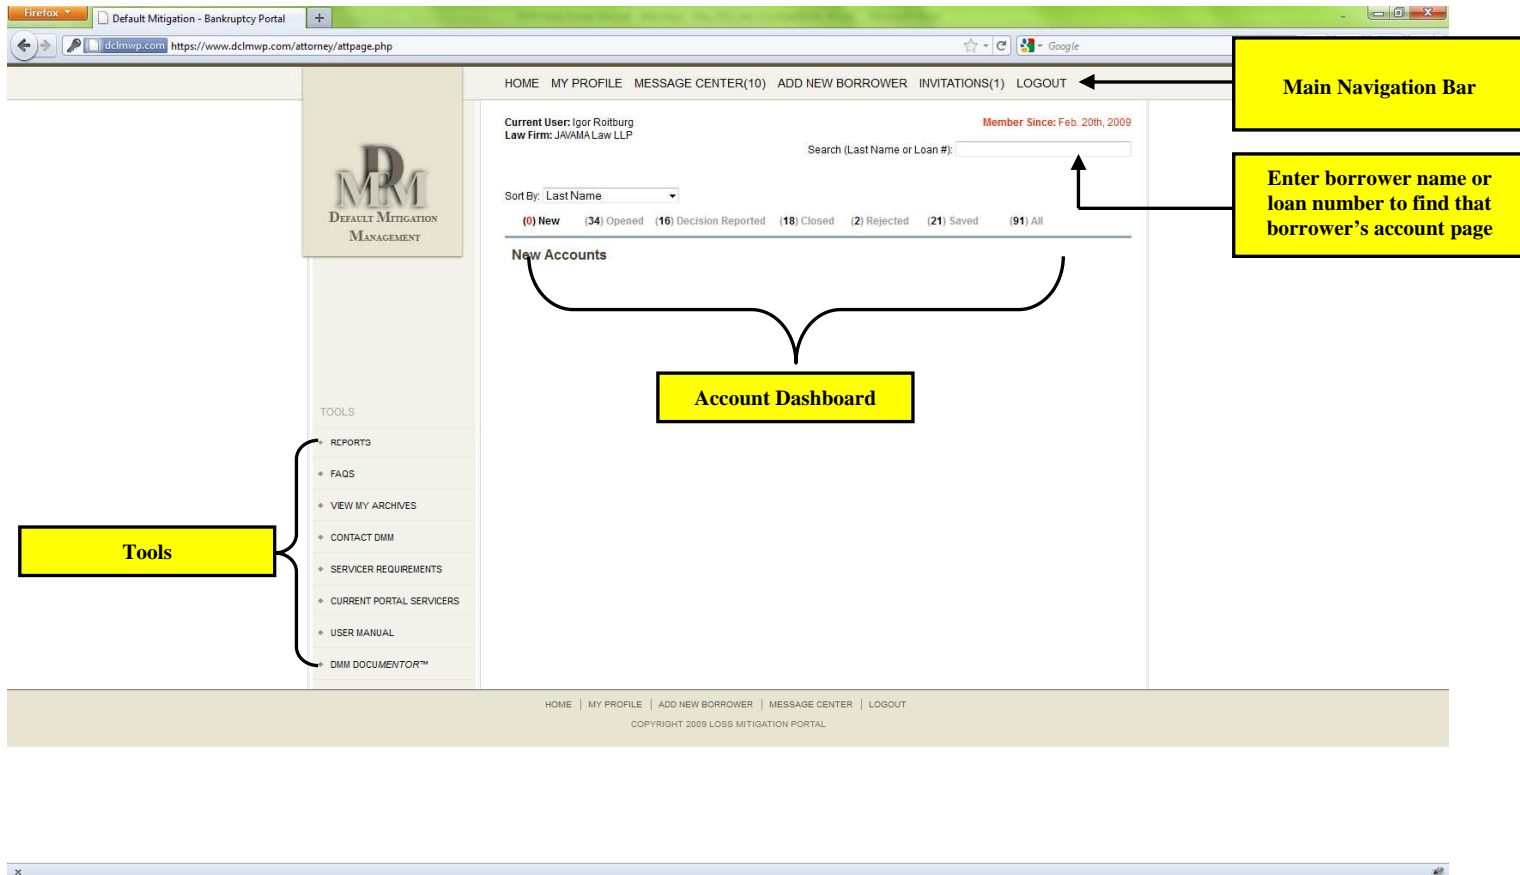 Firefox
Default Mitigation - Bankruptcy Portal
+
dclmwp.com https://www.dclmwp.com/attorney/attpage.php
Google
HOME MY PROFILE MESSAGE CENTER(10) ADD NEW BORROWER INVITATIONS(1) LOGOUT
Main Navigation Bar
Current User: Igor Roitburg
Member Since: Feb. 20th, 2009
Law Firm: JAVAMA Law LLP
Search (Last Name or Loan #):
Enter borrower name or
loan number to find that
borrower's account page
DMM
DEFAULT MITIGATION
MANAGEMENT
Sort By: Last Name
(0) New (34) Opened (16) Decision Reported (18) Closed (2) Rejected (21) Saved (91) All
New Accounts
Account Dashboard
TOOLS
REPORTS
FAQS
VIEW MY ARCHIVES
CONTACT DMM
SERVICER REQUIREMENTS
CURRENT PORTAL SERVICERS
USER MANUAL
DMM DOCUMENTOR™
Tools
HOME | MY PROFILE | ADD NEW BORROWER | MESSAGE CENTER | LOGOUT
COPYRIGHT 2009 LOSS MITIGATION PORTAL
x